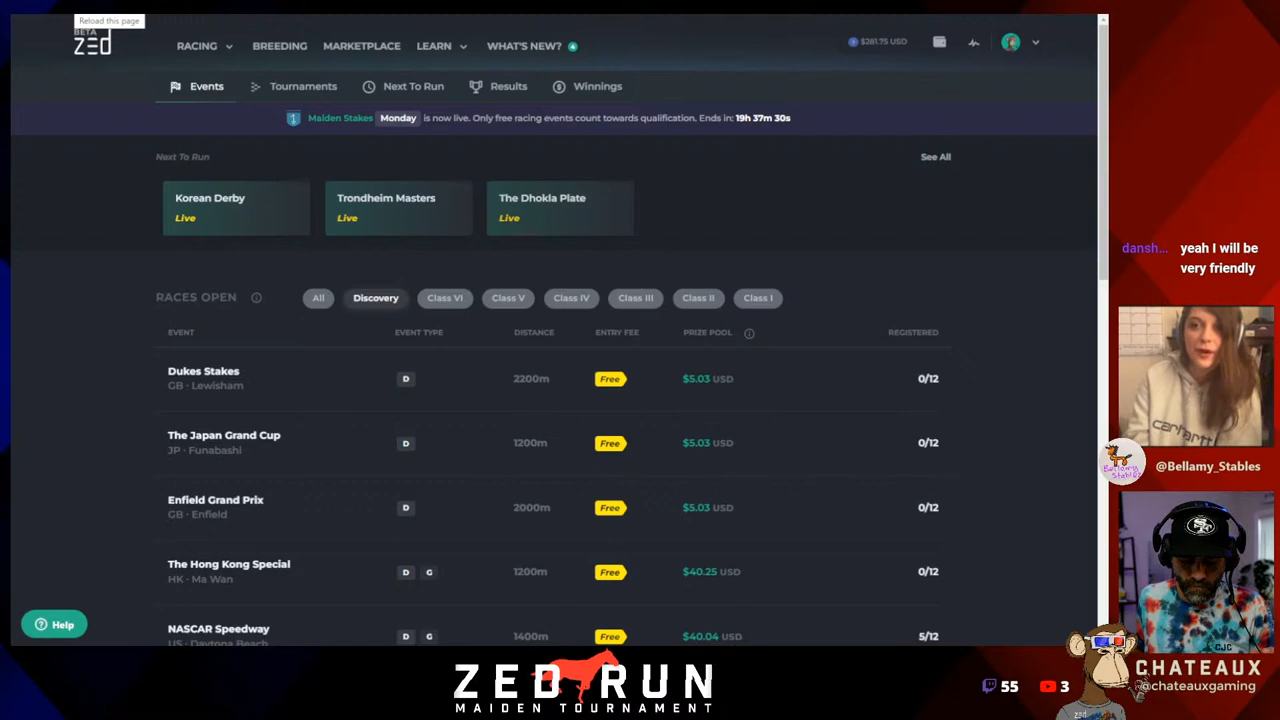 Reload this page
BETA
ZED
RACING
BREEDING
MARKETPLACE
LEARN
WHAT'S NEW?
$281.75 USD
Events
Tournaments
Next To Run
Results
Winnings
Maiden Stakes Monday is now live. Only free racing events count towards qualification. Ends in: 19h 37m 30s
Next To Run
See All
Korean Derby
Live
Trondheim Masters
Live
The Dhokla Plate
Live
RACES OPEN
All
Discovery
Class VI
Class V
Class IV
Class III
Class II
Class I
EVENT EVENT TYPE DISTANCE ENTRY FEE PRIZE POOL REGISTERED
Dukes Stakes
GB · Lewisham
D 2200m Free $5.03 USD 0/12
The Japan Grand Cup
JP · Funabashi
D 1200m Free $5.03 USD 0/12
Enfield Grand Prix
GB · Enfield
D 2000m Free $5.03 USD 0/12
The Hong Kong Special
HK · Ma Wan
D G 1200m Free $40.25 USD 0/12
NASCAR Speedway
US · Daytona Beach
D G 1400m Free $40.04 USD 5/12
Help
dansh... yeah I will be
very friendly
carhartt
Bellamy
Stables
@Bellamy_Stables
CJC
ZED RUN
MAIDEN TOURNAMENT
55
3
CHATEAUX
@chateauxgaming
ZED